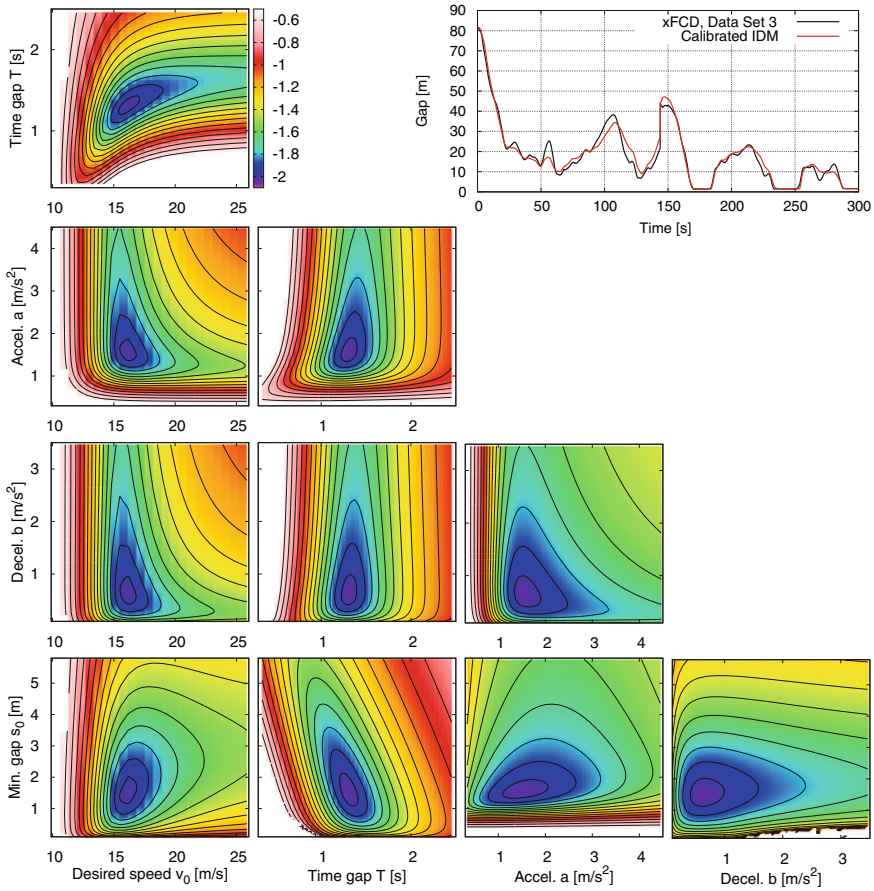 Time gap T [s]
2
1
10 15 20 25
-0.6
-0.8
-1
-1.2
-1.4
-1.6
-1.8
-2
xFCD, Data Set 3
Calibrated IDM
Gap [m]
90
80
70
60
50
40
30
20
10
0
0 50 100 150 200 250 300
Time [s]
Accel. a [m/s²]
4
3
2
1
10 15 20 25
1 2
Decel. b [m/s²]
3
2
1
10 15 20 25
1 2
1 2 3 4
Min. gap s₀ [m]
5
4
3
2
1
10 15 20 25
Desired speed v₀ [m/s]
1 2
Time gap T [s]
1 2 3 4
Accel. a [m/s²]
1 2 3
Decel. b [m/s²]